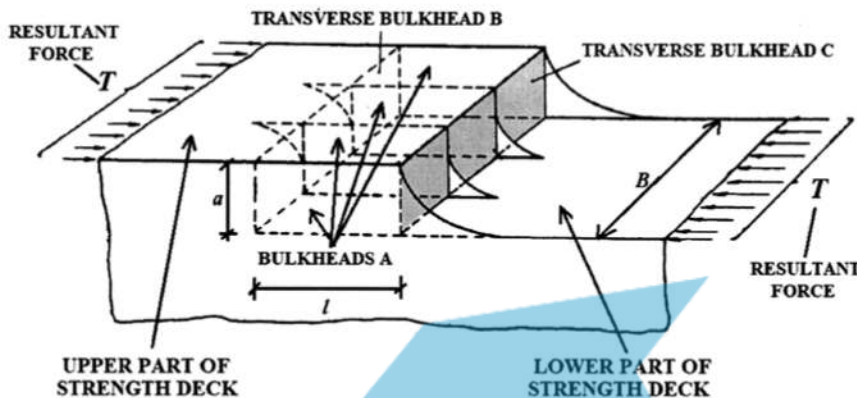 TRANSVERSE BULKHEAD B
RESULTANT
FORCE
T
TRANSVERSE BULKHEAD C
a
B
T
BULKHEADS A
RESULTANT
FORCE
l
UPPER PART OF
STRENGTH DECK
LOWER PART OF
STRENGTH DECK